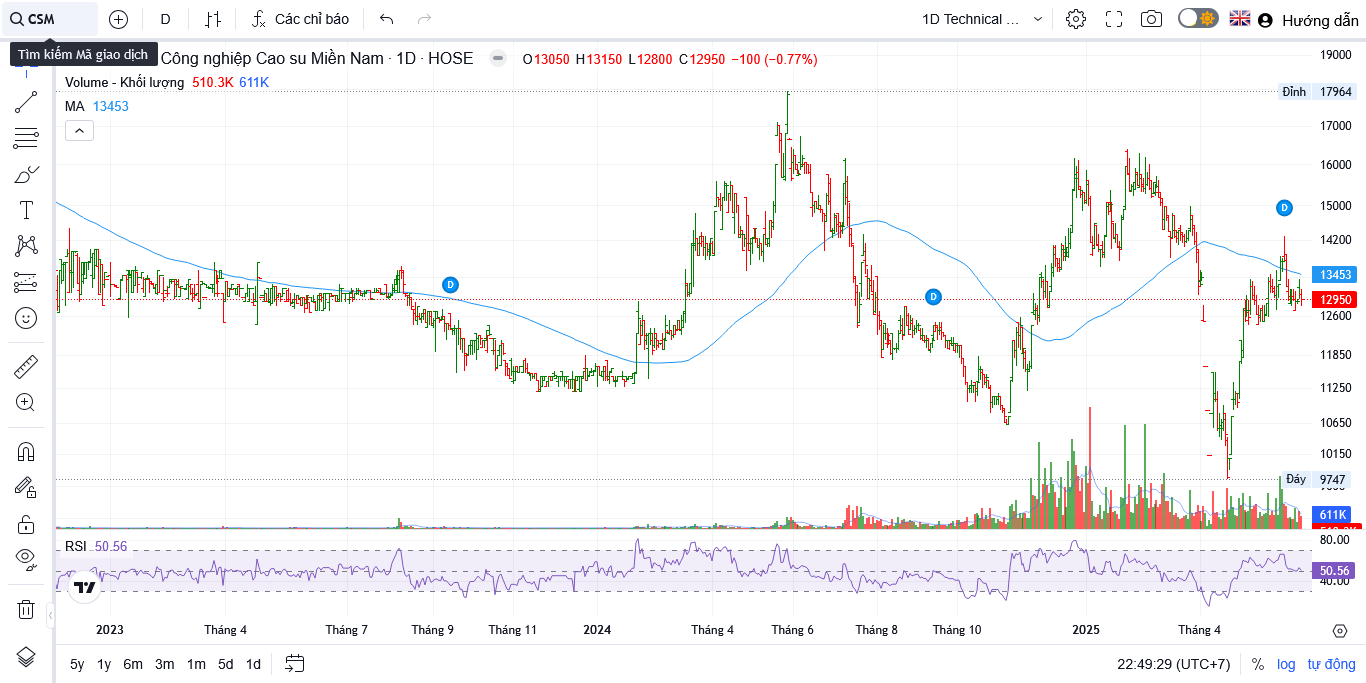 CSM
D
Các chỉ báo
1D Technical ...
Hướng dẫn
Tìm kiếm Mã giao dịch
Công nghiệp Cao su Miền Nam · 1D · HOSE
O13050 H13150 L12800 C12950 −100 (−0.77%)
Volume - Khối lượng 510.3K 611K
MA 13453
19000
Đỉnh 17964
17000
16000
15000
14200
13453
12950
12600
11850
11250
10650
10150
Đáy 9747
611K
D
D
D
RSI 50.56
80.00
50.56
40.00
2023
Tháng 4
Tháng 7
Tháng 9
Tháng 11
2024
Tháng 4
Tháng 6
Tháng 8
Tháng 10
2025
Tháng 4
5y 1y 6m 3m 1m 5d 1d
22:49:29 (UTC+7)
%
log
tự động